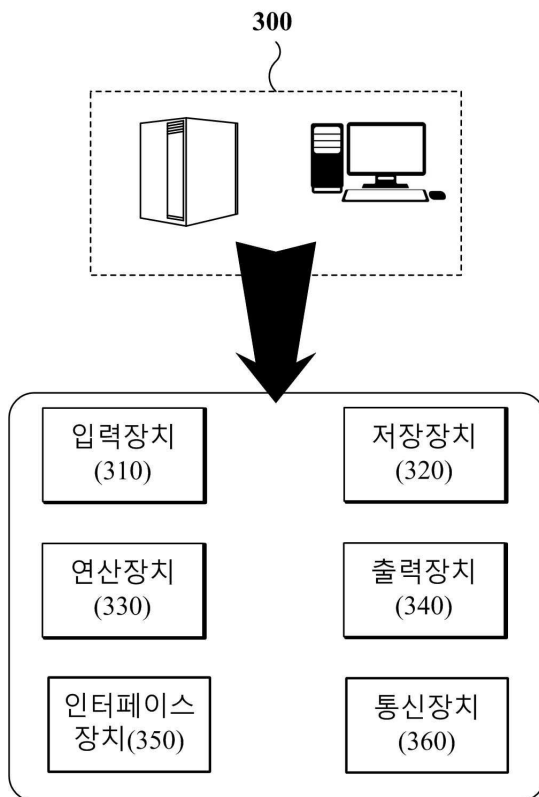 300
입력장치
(310)
저장장치
(320)
연산장치
(330)
출력장치
(340)
인터페이스
장치(350)
통신장치
(360)